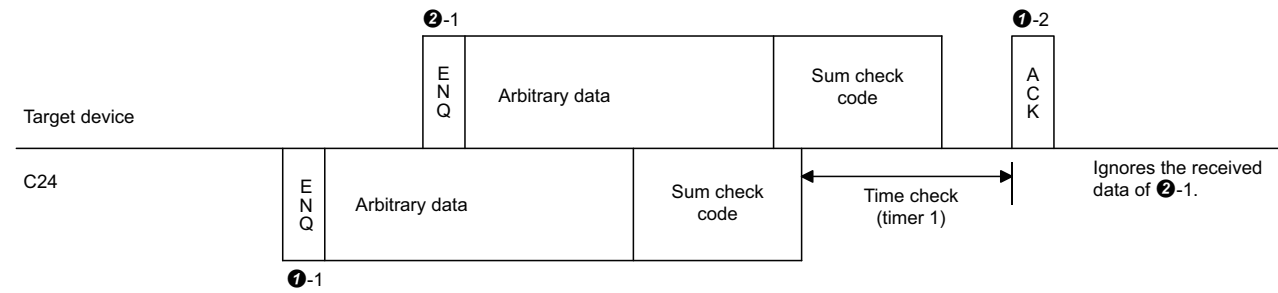 ❷-1
❶-2
E
N
Q
Arbitrary data
Sum check
code
A
C
K
Target device
C24
E
N
Q
Arbitrary data
Sum check
code
Time check
(timer 1)
Ignores the received
data of ❷-1.
❶-1